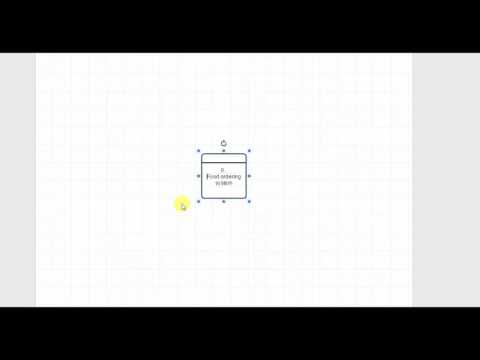 0
Food ordering
system